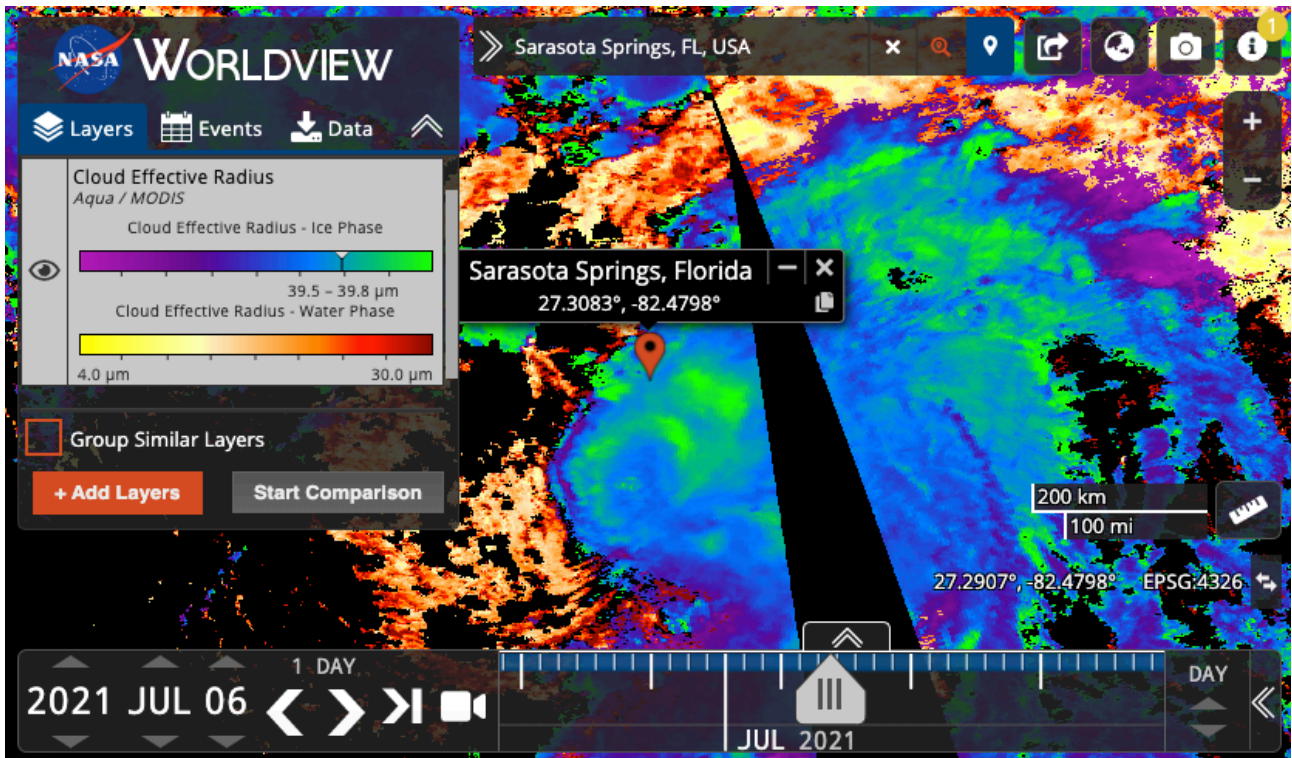 NASA WORLDVIEW
Sarasota Springs, FL, USA
1
Layers Events Data
Cloud Effective Radius
Aqua / MODIS
Cloud Effective Radius - Ice Phase
39.5 – 39.8 µm
Cloud Effective Radius - Water Phase
4.0 µm 30.0 µm
Sarasota Springs, Florida
27.3083°, -82.4798°
Group Similar Layers
+ Add Layers Start Comparison
200 km
100 mi
27.2907°, -82.4798° EPSG:4326
1 DAY
2021 JUL 06
JUL 2021
DAY